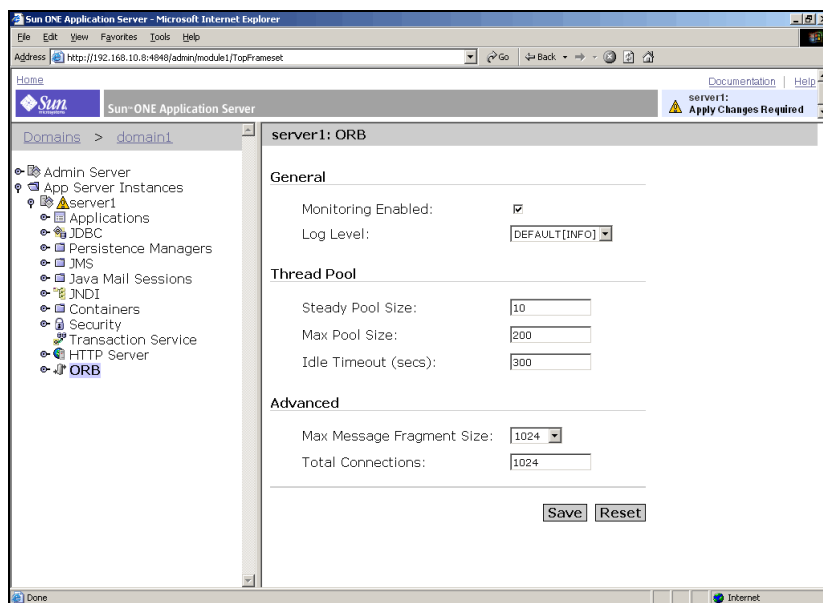 Sun ONE Application Server - Microsoft Internet Explorer
File Edit View Favorites Tools Help
Address http://192.168.10.8:4848/admin/module1/TopFrameset Go Back
Home
Documentation | Help
Sun microsystems
Sun ONE Application Server
server1:
Apply Changes Required
Domains > domain1
Admin Server
App Server Instances
server1
Applications
JDBC
Persistence Managers
JMS
Java Mail Sessions
JNDI
Containers
Security
Transaction Service
HTTP Server
ORB
server1: ORB
General
Monitoring Enabled:
Log Level: DEFAULT[INFO]
Thread Pool
Steady Pool Size: 10
Max Pool Size: 200
Idle Timeout (secs): 300
Advanced
Max Message Fragment Size: 1024
Total Connections: 1024
Save Reset
Done
Internet